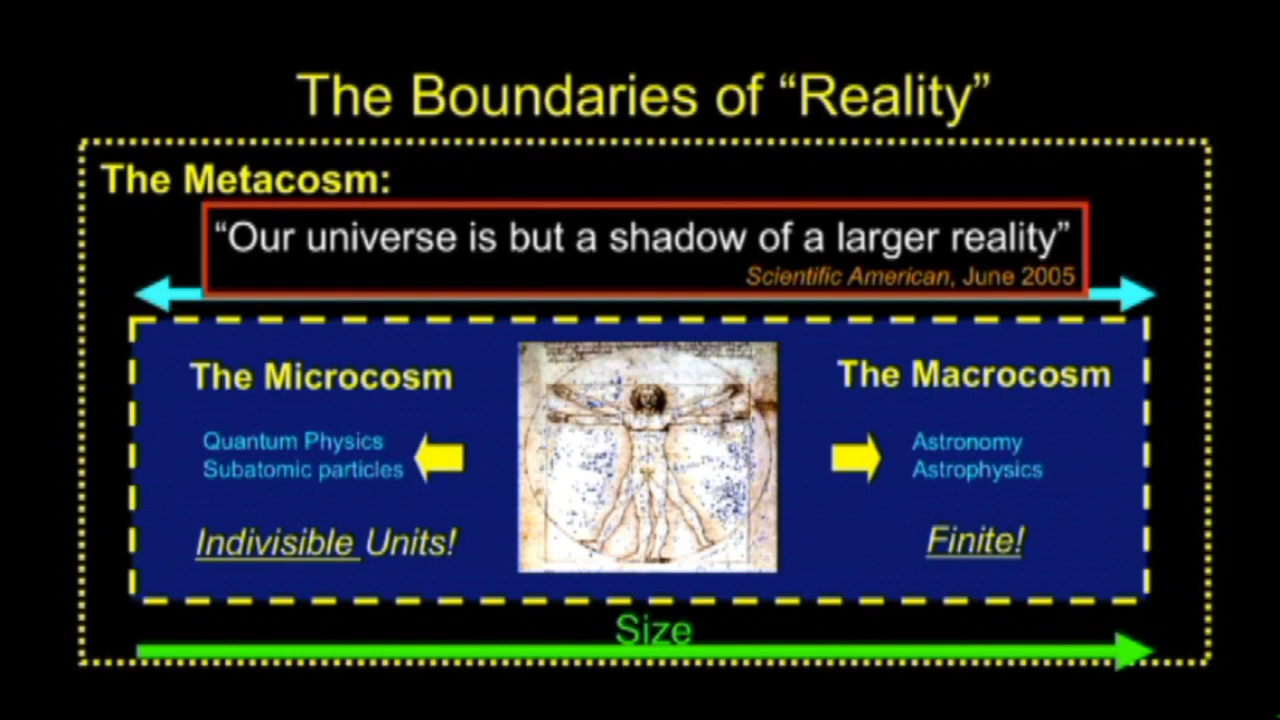 The Boundaries of “Reality”
The Metacosm:
“Our universe is but a shadow of a larger reality”
Scientific American, June 2005
The Microcosm
Quantum Physics
Subatomic particles
Indivisible Units!
The Macrocosm
Astronomy
Astrophysics
Finite!
Size